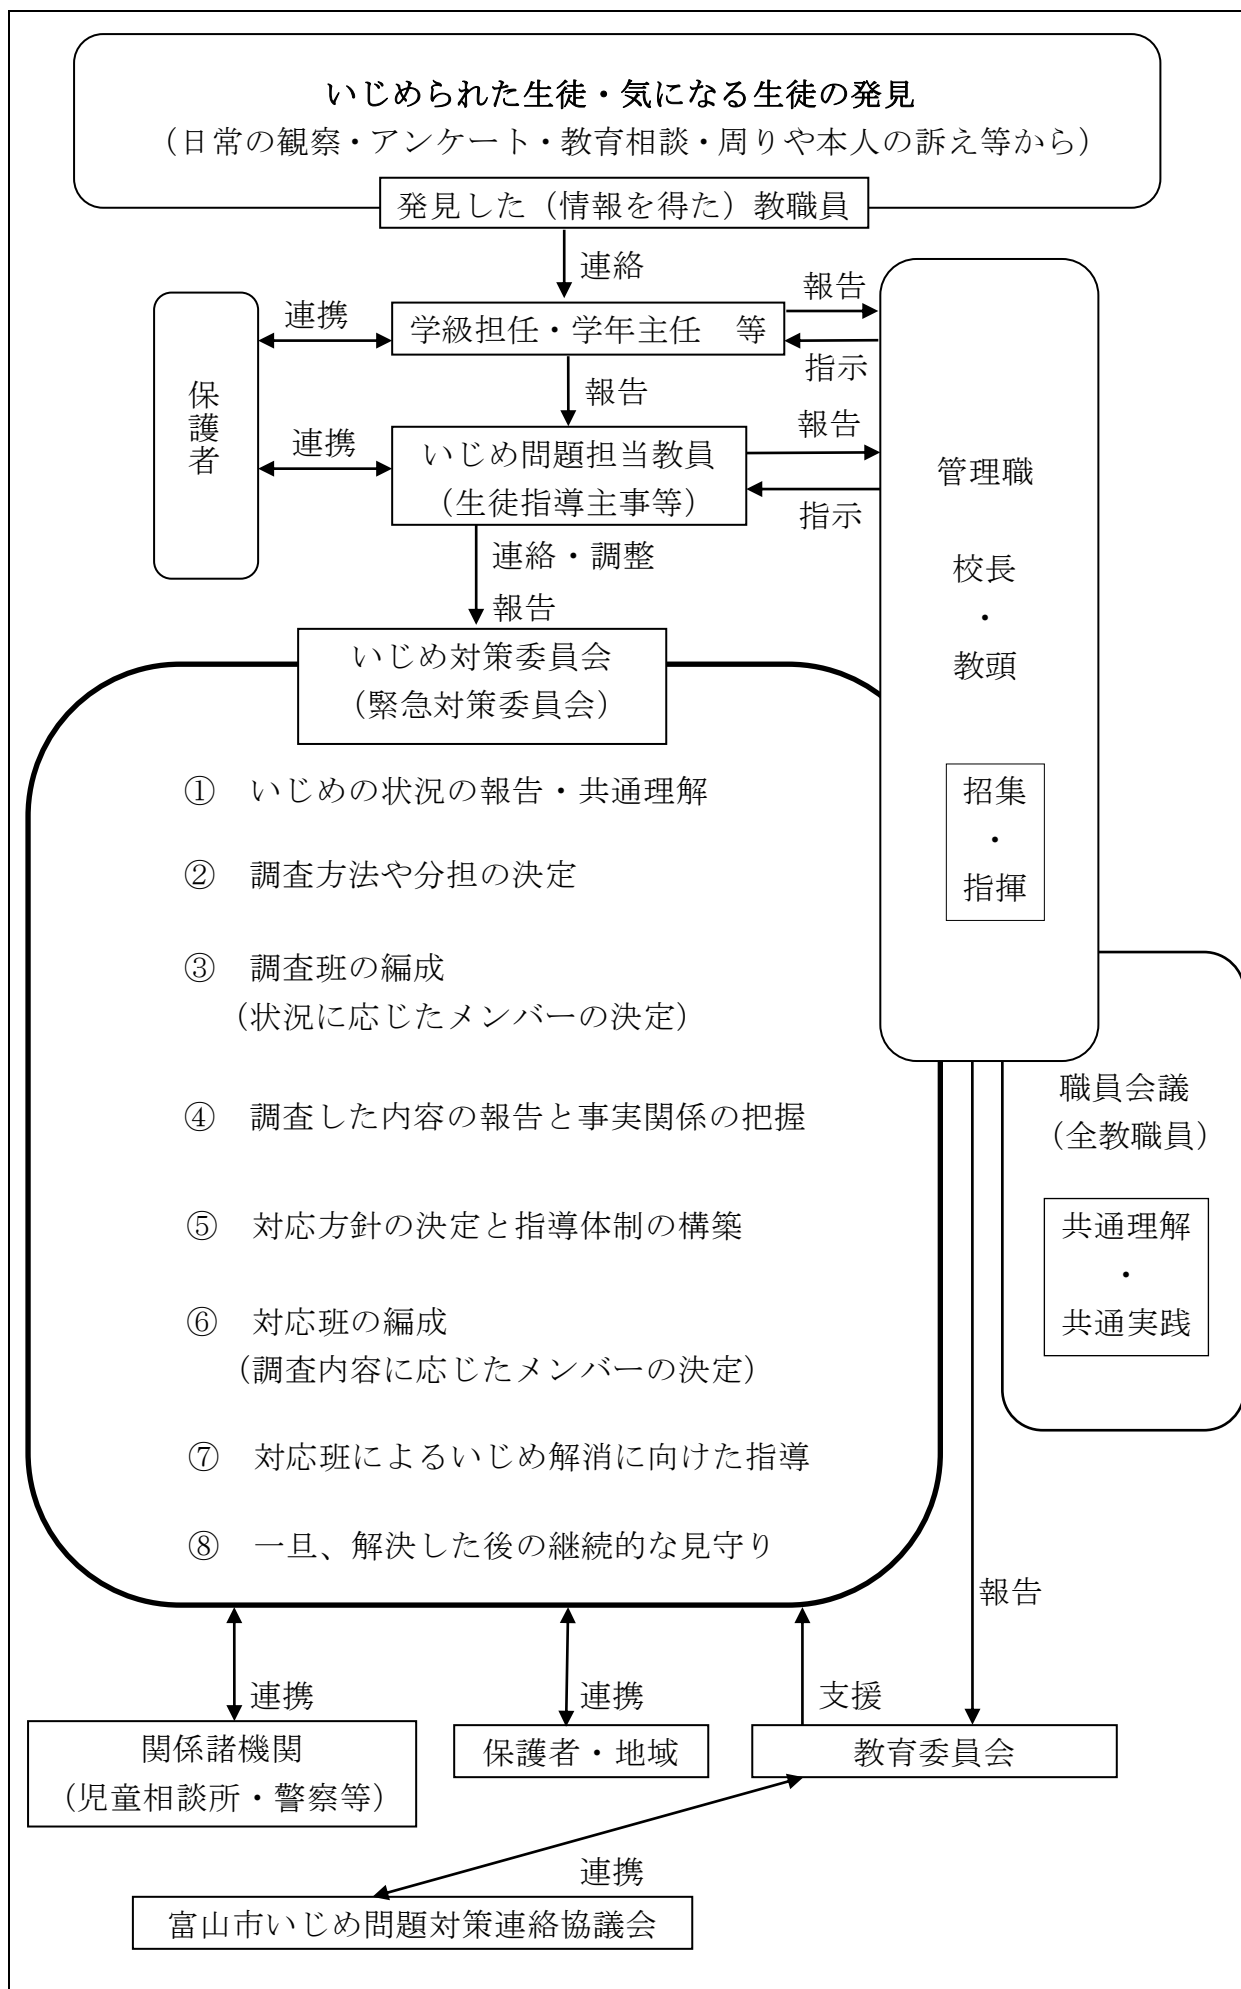 いじめられた生徒・気になる生徒の発見
（日常の観察・アンケート・教育相談・周りや本人の訴え等から）
発見した（情報を得た）教職員
連絡
学級担任・学年主任　等
連携
報告
指示
保護者
報告
いじめ問題担当教員
（生徒指導主事等）
連携
報告
指示
連絡・調整
報告
管理職
校長
・
教頭
招集
・
指揮
いじめ対策委員会
（緊急対策委員会）
①　いじめの状況の報告・共通理解
②　調査方法や分担の決定
③　調査班の編成
（状況に応じたメンバーの決定）
④　調査した内容の報告と事実関係の把握
⑤　対応方針の決定と指導体制の構築
⑥　対応班の編成
（調査内容に応じたメンバーの決定）
⑦　対応班によるいじめ解消に向けた指導
⑧　一旦、解決した後の継続的な見守り
職員会議
（全教職員）
共通理解
・
共通実践
報告
連携
連携
支援
関係諸機関
（児童相談所・警察等）
保護者・地域
教育委員会
連携
富山市いじめ問題対策連絡協議会